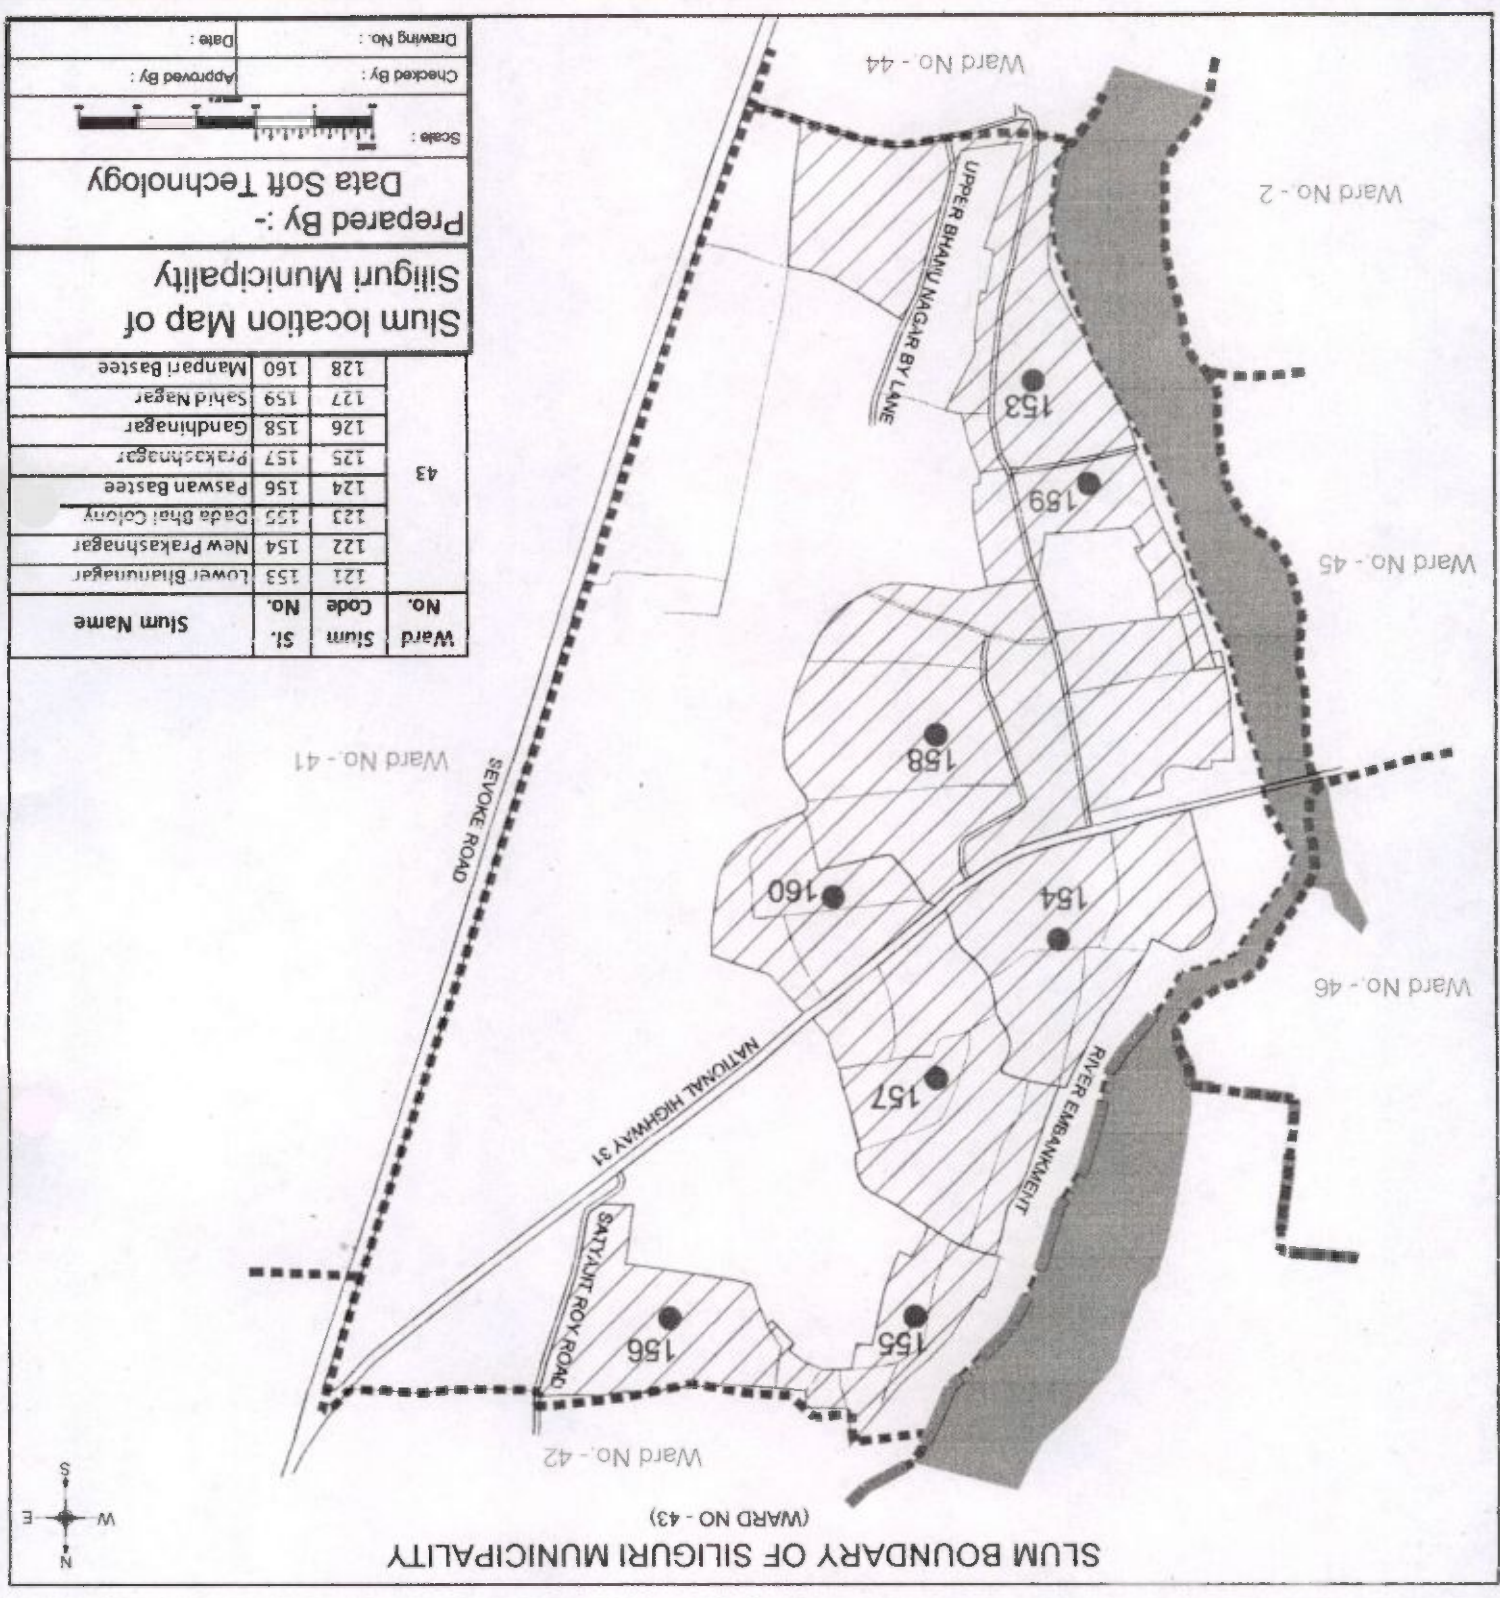 SLUM BOUNDARY OF SILIGURI MUNICIPALITY
(WARD NO - 43)
N
W
E
S
Ward No. - 42
SATYAJIT ROY ROAD
156
155
NATIONAL HIGHWAY 31
RIVER EMBANKMENT
157
Ward No. - 46
154
160
SEVOKE ROAD
158
Ward No. - 41
Ward No. - 45
159
153
UPPER BHANU NAGAR BY LANE
Ward No. - 2
Ward No. - 44
Ward No. Slum Code Sl. No. Slum Name
43
121 153 Lower Bhanunagar
122 154 New Prakashnagar
123 155 Dada Bhai Colony
124 156 Paswan Bastee
125 157 Prakashnagar
126 158 Gandhinagar
127 159 Sahid Nagar
128 160 Manpari Bastee
Slum location Map of
Siliguri Municipality
Prepared By :-
Data Soft Technology
Scale :
Checked By : Approved By :
Drawing No. : Date :